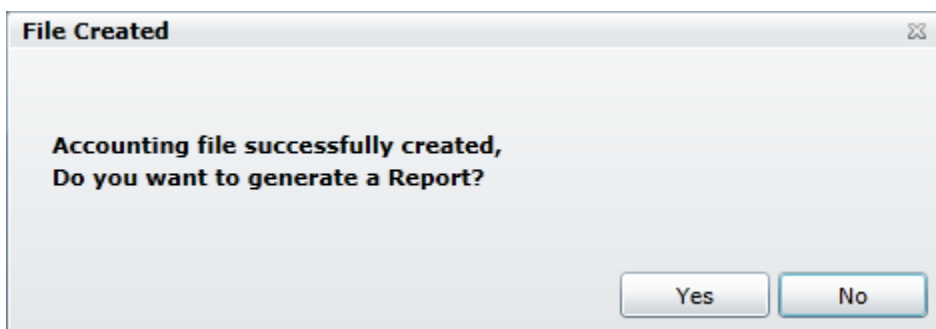 File Created
Accounting file successfully created,
Do you want to generate a Report?
Yes No